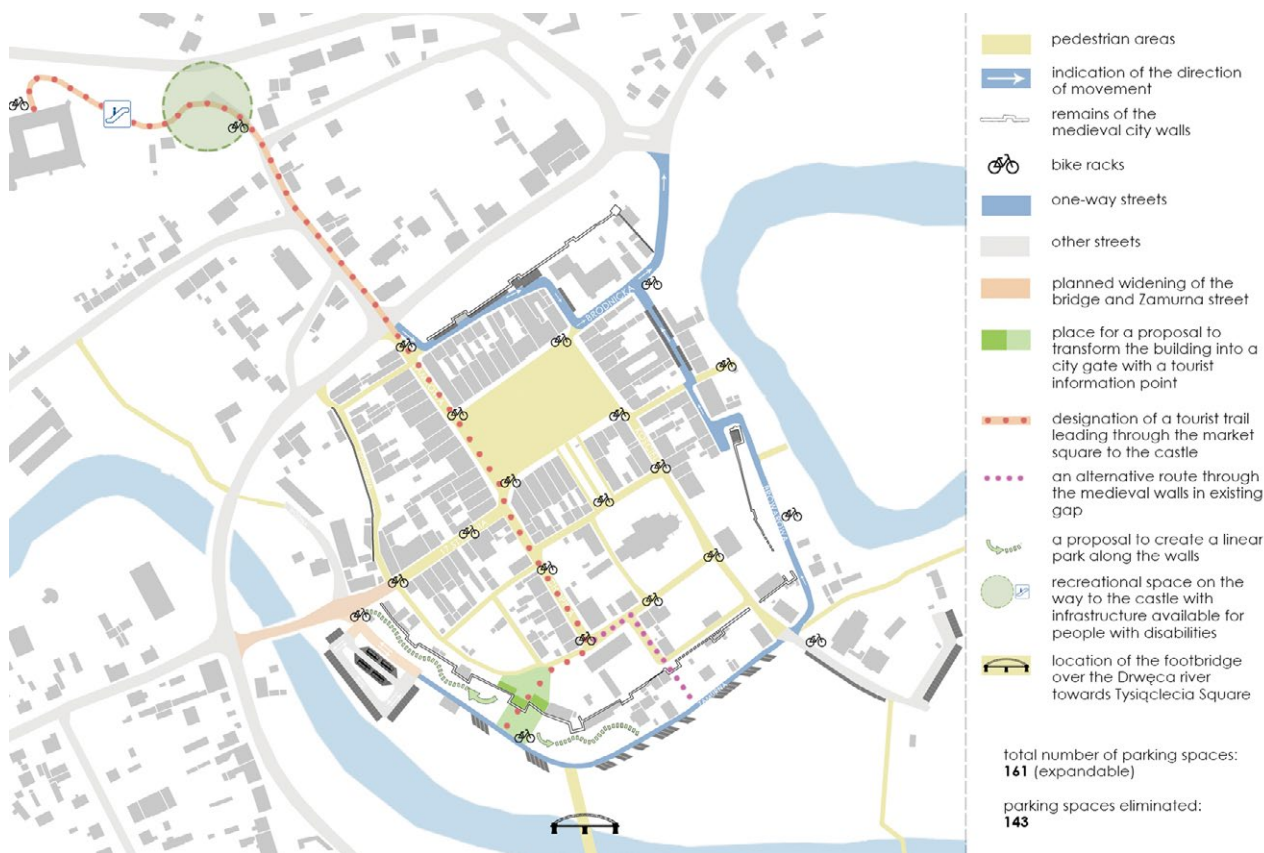 pedestrian areas
indication of the direction
of movement
remains of the
medieval city walls
bike racks
one-way streets
other streets
planned widening of the
bridge and Zamurna street
place for a proposal to
transform the building into a
city gate with a tourist
information point
designation of a tourist trail
leading through the market
square to the castle
an alternative route through
the medieval walls in existing
gap
a proposal to create a linear
park along the walls
recreational space on the
way to the castle with
infrastructure available for
people with disabilities
location of the footbridge
over the Drwęca river
towards Tysiąclecia Square
total number of parking spaces:
161 (expandable)
parking spaces eliminated:
143
BRODNICKA